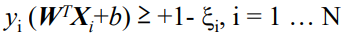 yᵢ (WᵀXᵢ+b) ≥ +1- ξᵢ, i = 1 … N